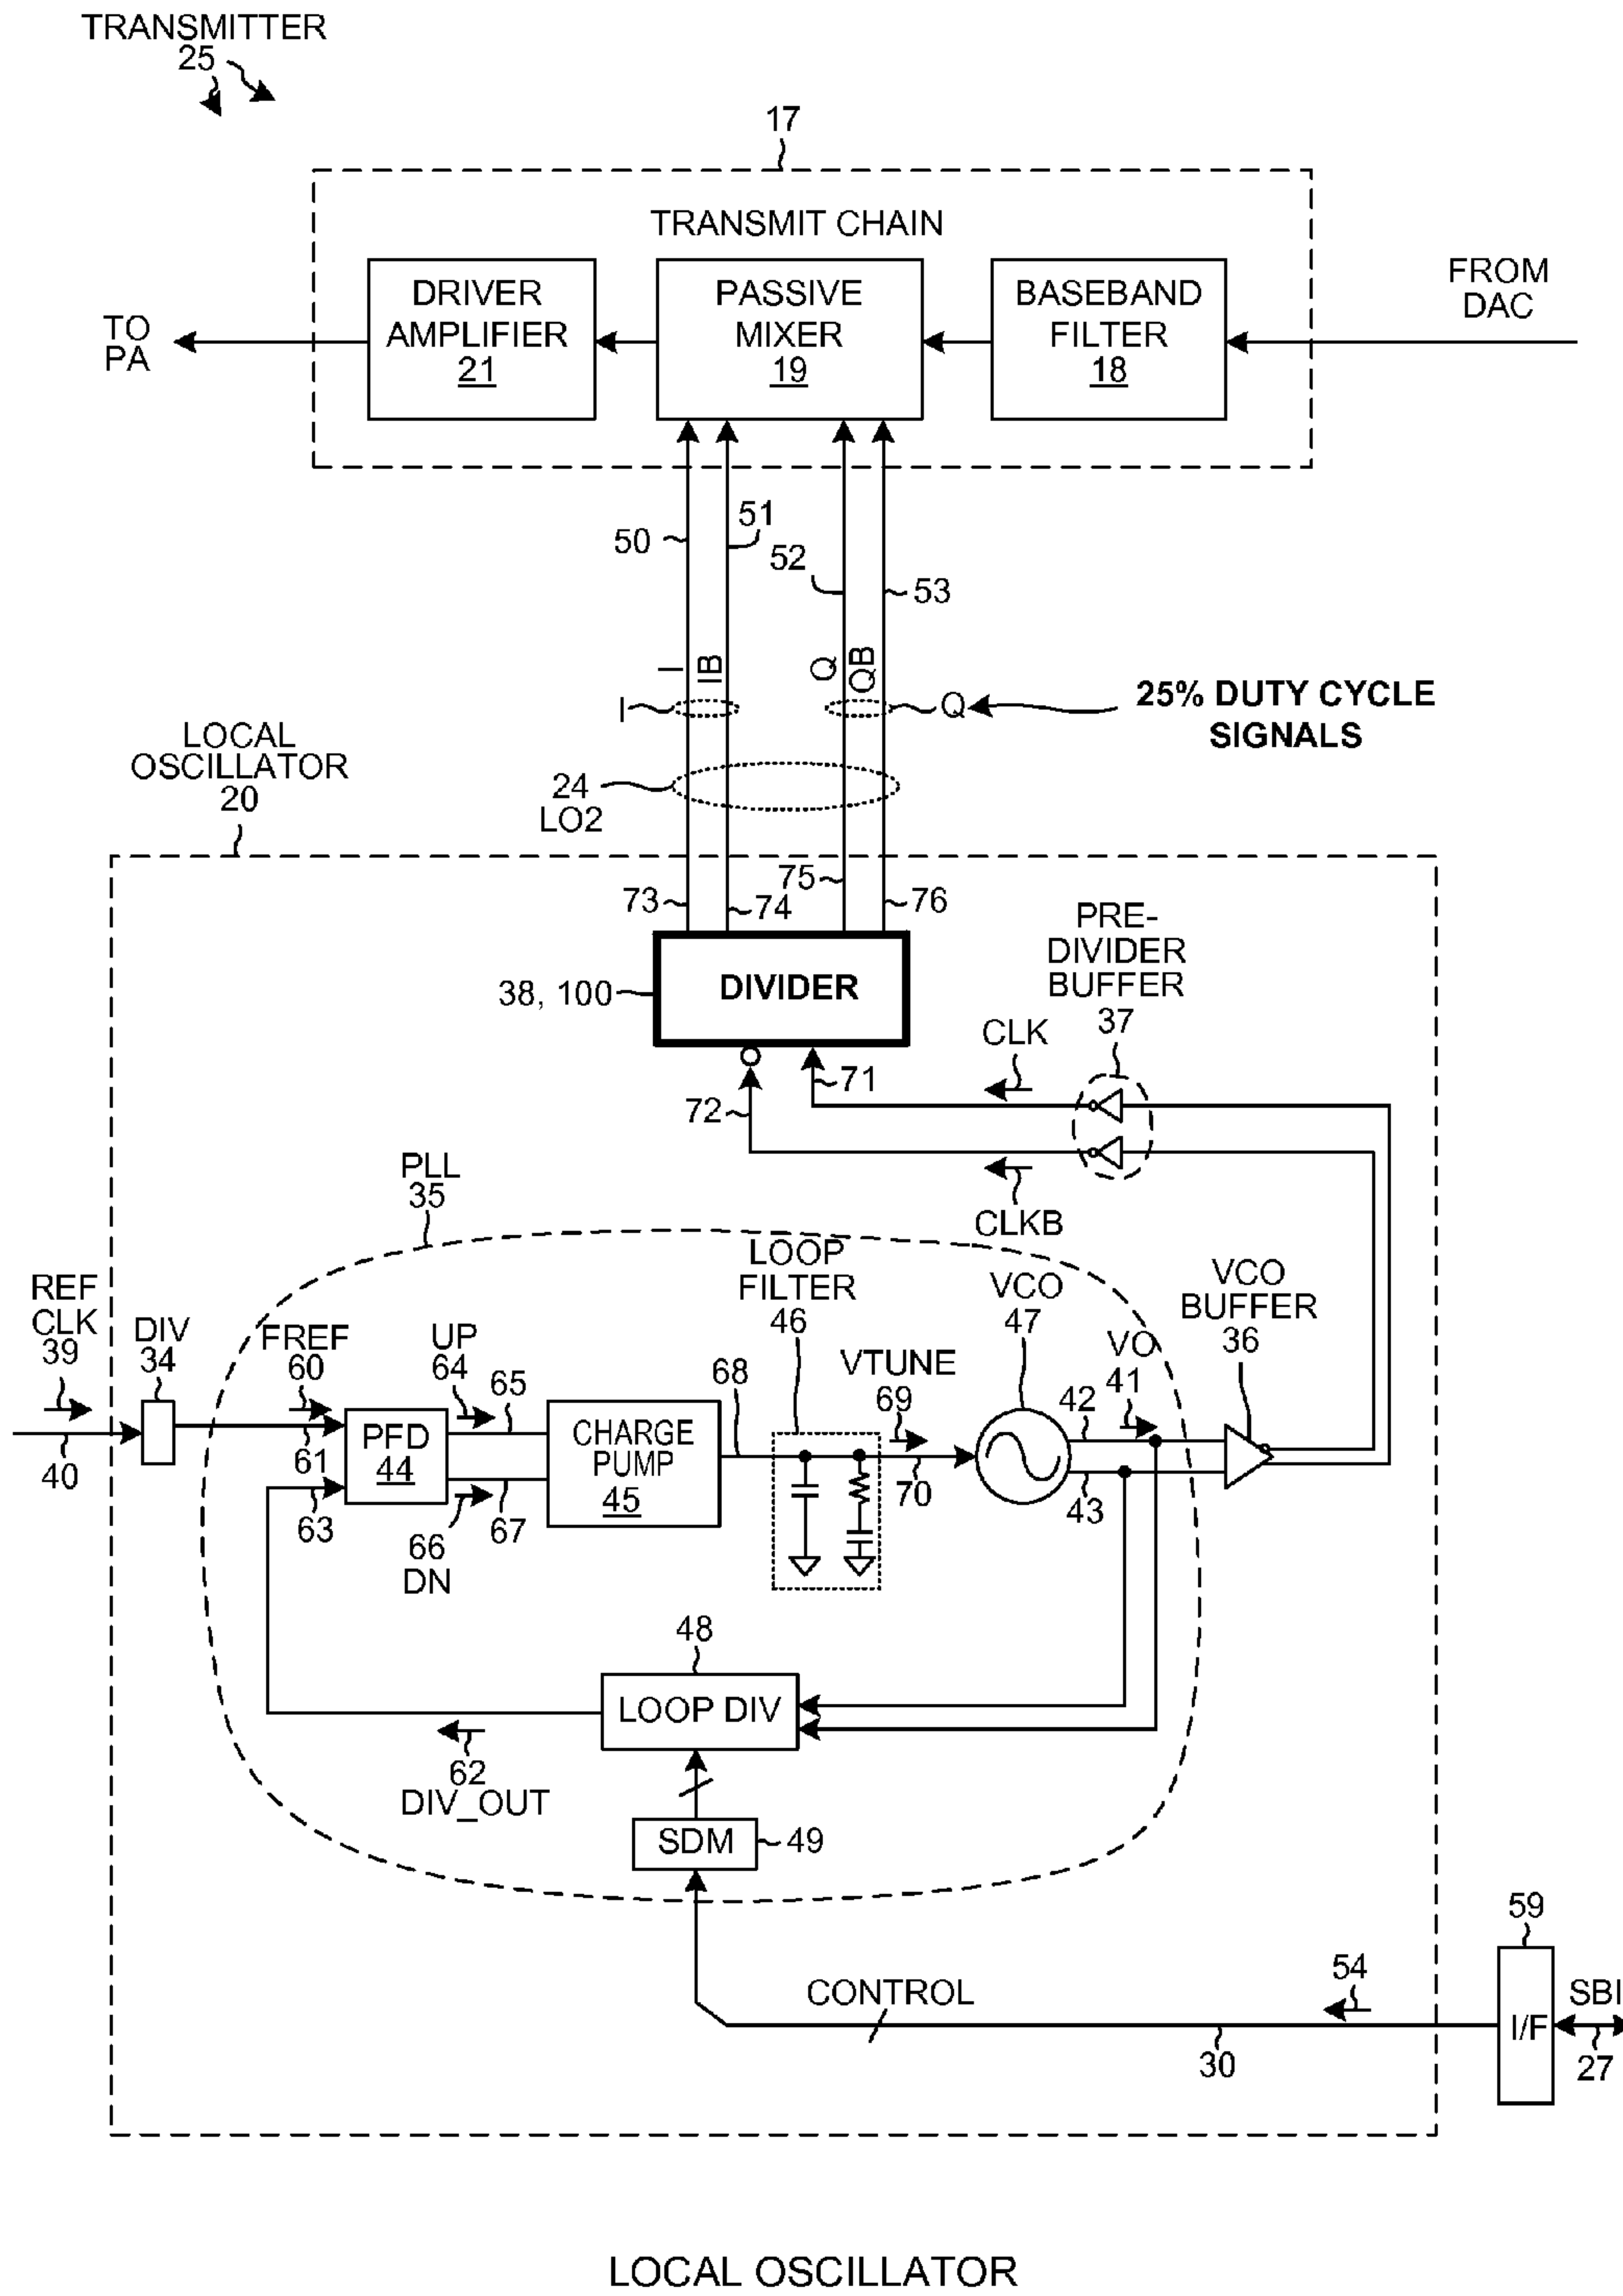 TRANSMITTER
25
17
TRANSMIT CHAIN
DRIVER
AMPLIFIER
21
PASSIVE
MIXER
19
BASEBAND
FILTER
18
FROM
DAC
TO
PA
50
51
52
53
I
IB
Q
QB
I
Q
25% DUTY CYCLE
SIGNALS
LOCAL
OSCILLATOR
20
24
LO2
73
74
75
76
DIVIDER
38, 100
PRE-
DIVIDER
BUFFER
37
CLK
71
72
CLKB
PLL
35
LOOP
FILTER
46
VCO
47
VCO
BUFFER
36
REF
CLK
39
40
DIV
34
FREF
60
61
63
PFD
44
UP
64
65
66
DN
67
CHARGE
PUMP
45
68
VTUNE
69
70
VO
41
42
43
48
LOOP DIV
62
DIV_OUT
SDM
49
CONTROL
54
30
59
I/F
SBI
27
LOCAL OSCILLATOR